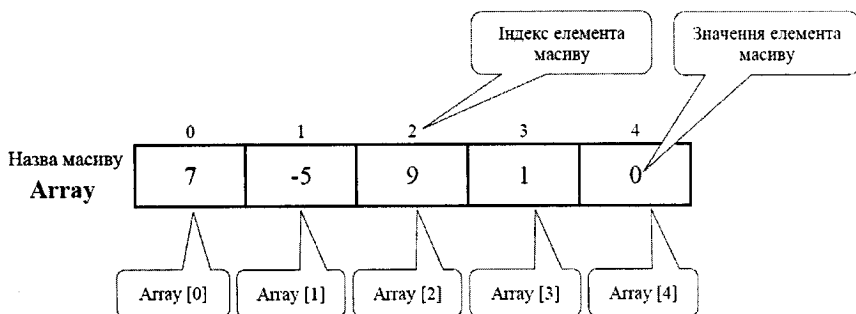 Індекс елемента
масиву
Значення елемента
масиву
0 1 2 3 4
Назва масиву
Array
7 -5 9 1 0
Array [0] Array [1] Array [2] Array [3] Array [4]